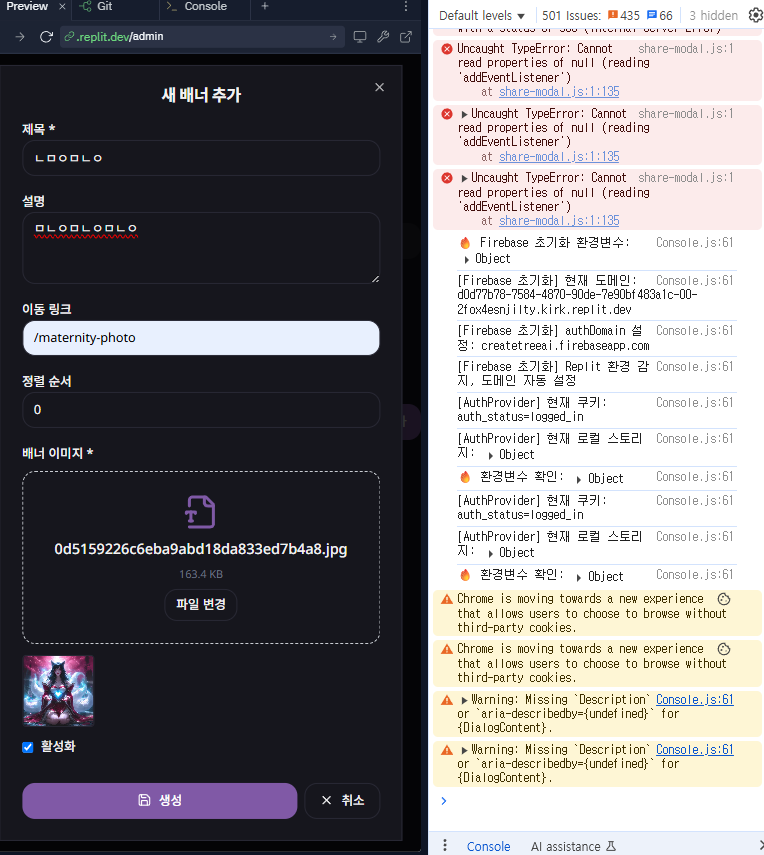 Preview
Git
Console
.replit.dev/admin
새 배너 추가
제목 *
ㄴㅁㅇㅁㄴㅇ
설명
ㅁㄴㅇㅁㄴㅇㅁㄴㅇ
이동 링크
/maternity-photo
정렬 순서
0
배너 이미지 *
0d5159226c6eba9abd18da833ed7b4a8.jpg
163.4 KB
파일 변경
활성화
생성
취소
Default levels
501 Issues: 435 66
3 hidden
with a status of 500 (Internal Server Error)
Uncaught TypeError: Cannot share-modal.js:1
read properties of null (reading
'addEventListener')
at share-modal.js:1:135
Uncaught TypeError: Cannot share-modal.js:1
read properties of null (reading
'addEventListener')
at share-modal.js:1:135
Uncaught TypeError: Cannot share-modal.js:1
read properties of null (reading
'addEventListener')
at share-modal.js:1:135
Firebase 초기화 환경변수: Console.js:61
Object
[Firebase 초기화] 현재 도메인: Console.js:61
d0d77b78-7584-4870-90de-7e90bf483a1c-00-
2fox4esnjilty.kirk.replit.dev
[Firebase 초기화] authDomain 설 Console.js:61
정: createtreeai.firebaseapp.com
[Firebase 초기화] Replit 환경 감 Console.js:61
지, 도메인 자동 설정
[AuthProvider] 현재 쿠키: Console.js:61
auth_status=logged_in
[AuthProvider] 현재 로컬 스토리 Console.js:61
지: Object
환경변수 확인: Object Console.js:61
[AuthProvider] 현재 쿠키: Console.js:61
auth_status=logged_in
[AuthProvider] 현재 로컬 스토리 Console.js:61
지: Object
환경변수 확인: Object Console.js:61
Chrome is moving towards a new experience
that allows users to choose to browse without
third-party cookies.
Chrome is moving towards a new experience
that allows users to choose to browse without
third-party cookies.
Warning: Missing `Description` Console.js:61
or `aria-describedby={undefined}` for
{DialogContent}.
Warning: Missing `Description` Console.js:61
or `aria-describedby={undefined}` for
{DialogContent}.
Console
AI assistance